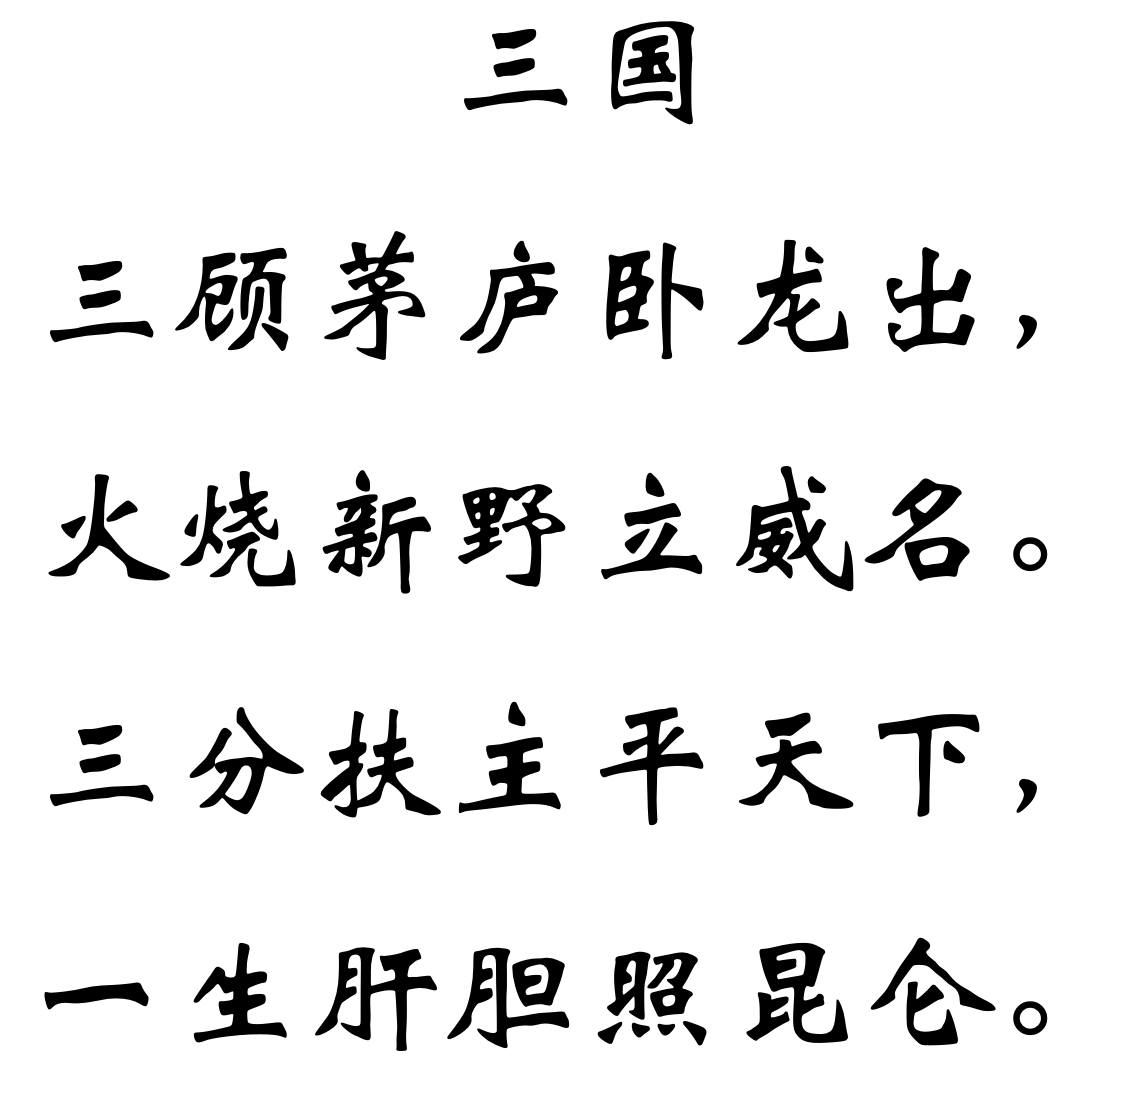 三国
三顾茅庐卧龙出，
火烧新野立威名。
三分扶主平天下，
一生肝胆照昆仑。